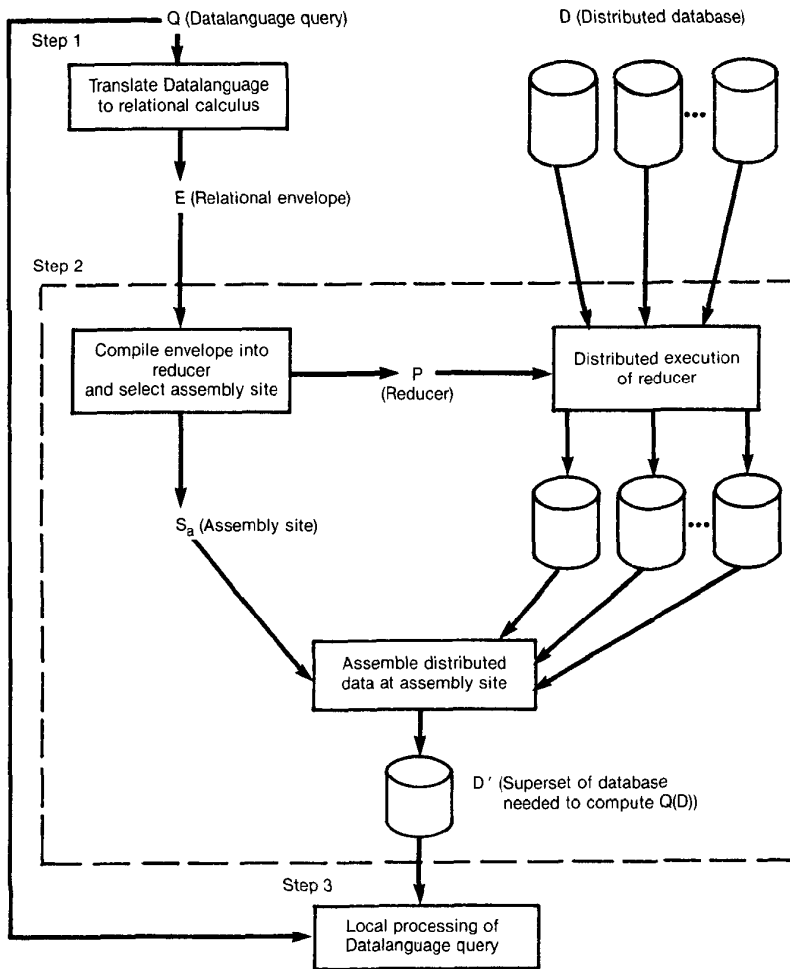 Q (Datalanguage query)
D (Distributed database)
Step 1
Translate Datalanguage
to relational calculus
...
E (Relational envelope)
Step 2
Compile envelope into
reducer
and select assembly site
P
(Reducer)
Distributed execution
of reducer
Sa (Assembly site)
...
Assemble distributed
data at assembly site
D' (Superset of database
needed to compute Q(D))
Step 3
Local processing of
Datalanguage query